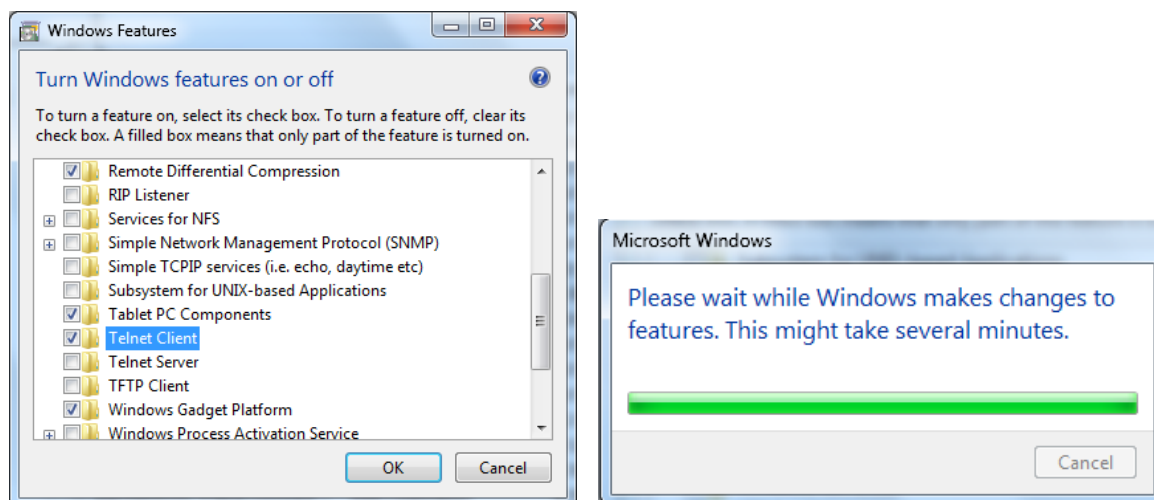 Windows Features
Turn Windows features on or off
To turn a feature on, select its check box. To turn a feature off, clear its
check box. A filled box means that only part of the feature is turned on.
Remote Differential Compression
RIP Listener
Services for NFS
Simple Network Management Protocol (SNMP)
Simple TCPIP services (i.e. echo, daytime etc)
Subsystem for UNIX-based Applications
Tablet PC Components
Telnet Client
Telnet Server
TFTP Client
Windows Gadget Platform
Windows Process Activation Service
OK Cancel
Microsoft Windows
Please wait while Windows makes changes to
features. This might take several minutes.
Cancel